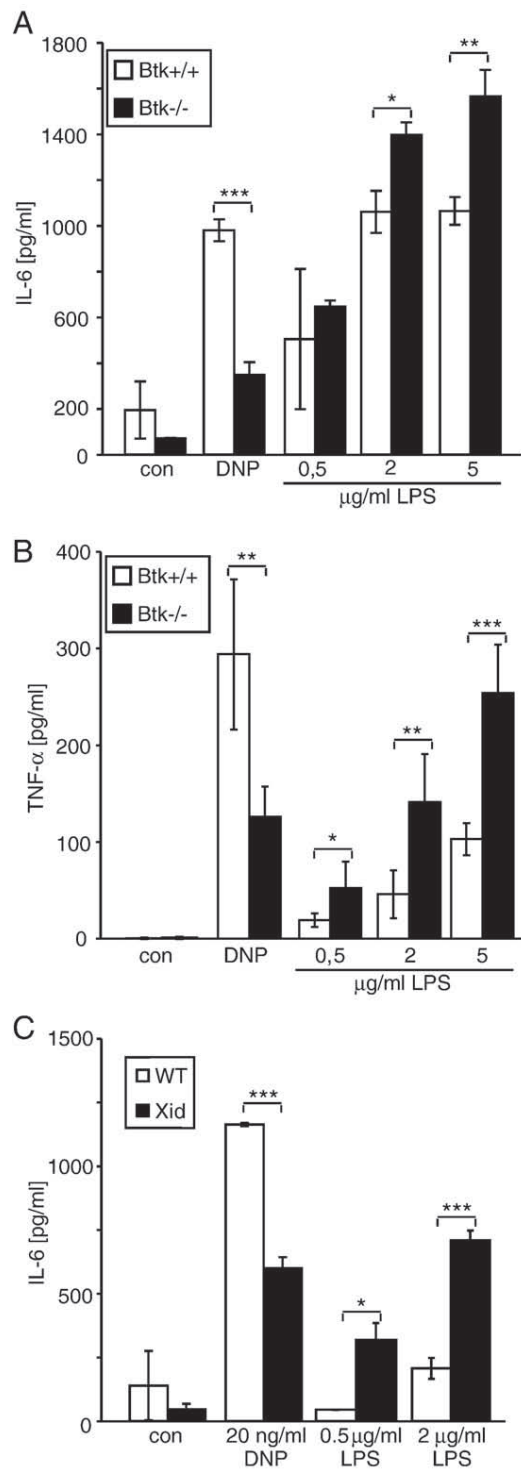 A
1800
1400
1000
600
200
0
IL-6 [pg/ml]
Btk+/+
Btk-/-
***
*
**
con DNP 0,5 2 5
µg/ml LPS
B
400
300
200
100
0
TNF-α [pg/ml]
Btk+/+
Btk-/-
**
*
**
***
con DNP 0,5 2 5
µg/ml LPS
C
1500
1000
500
0
IL-6 [pg/ml]
WT
Xid
***
*
***
con 20 ng/ml 0.5 µg/ml 2 µg/ml
DNP LPS LPS